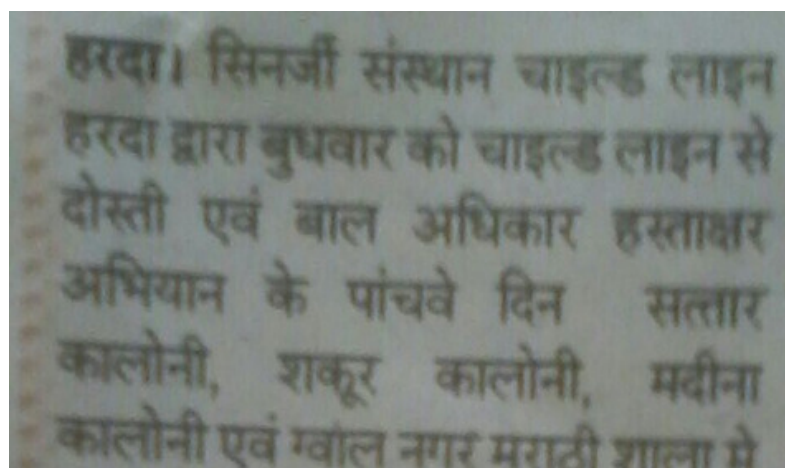 हरदा। सिनर्जी संस्थान चाइल्ड लाइन
हरदा द्वारा बुधवार को चाइल्ड लाइन से
दोस्ती एवं बाल अधिकार हस्ताक्षर
अभियान के पांचवे दिन सत्तार
कालोनी, शकूर कालोनी, मदीना
कालोनी एवं ग्वाल नगर मराठी शाला मे